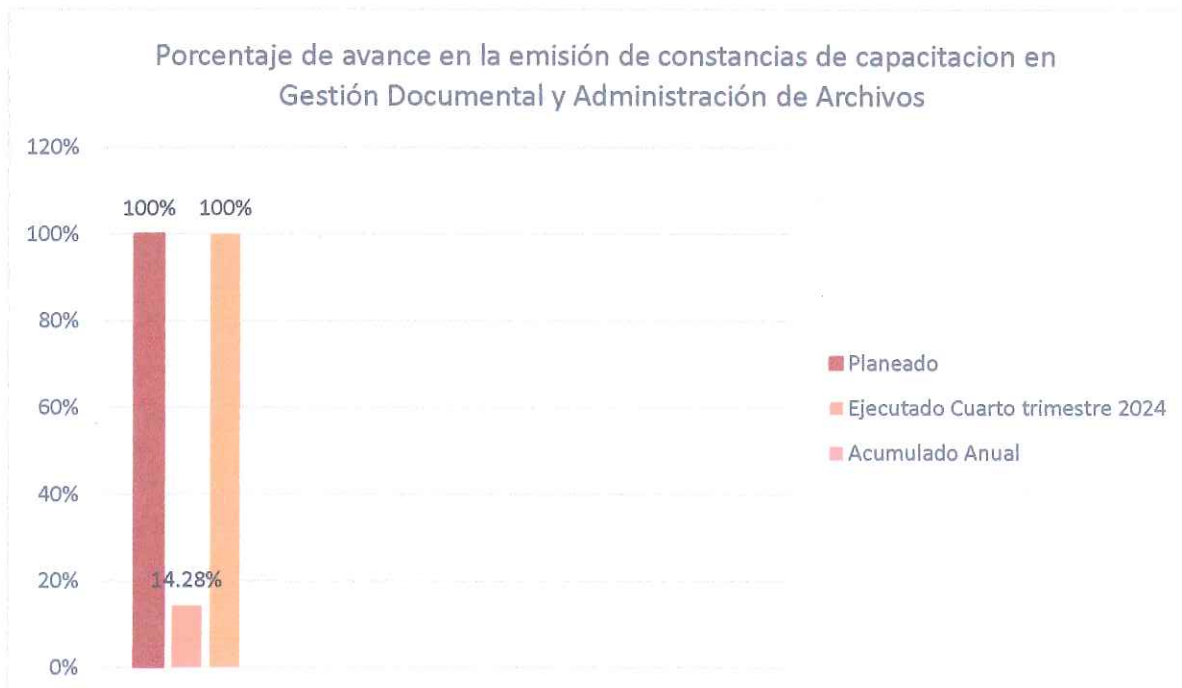 Porcentaje de avance en la emisión de constancias de capacitacion en
Gestión Documental y Administración de Archivos
120%
100%
80%
60%
40%
20%
0%
100%
14.28%
100%
Planeado
Ejecutado Cuarto trimestre 2024
Acumulado Anual